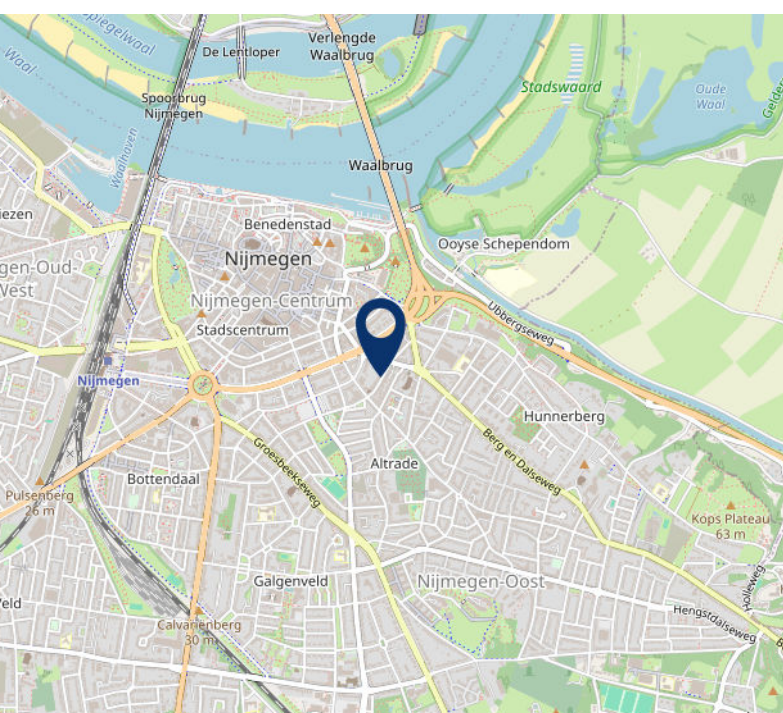 Spiegelwaal
Waal
De Lentloper
Verlengde
Waalbrug
Spoorbrug
Nijmegen
Stadswaard
Oude
Waal
Waalhaven
Waalbrug
Benedenstad
Ooyse Schependom
Nijmegen
Nijmegen-Centrum
Stadscentrum
Ubbergseweg
Nijmegen
Hunnerberg
Groesbeekseweg
Berg en Dalseweg
Altrade
Bottendaal
Pulsenberg
26 m
Kops Plateau
63 m
Galgenveld
Nijmegen-Oost
Holleweg
Hengstdalseweg
Calvariënberg
30 m